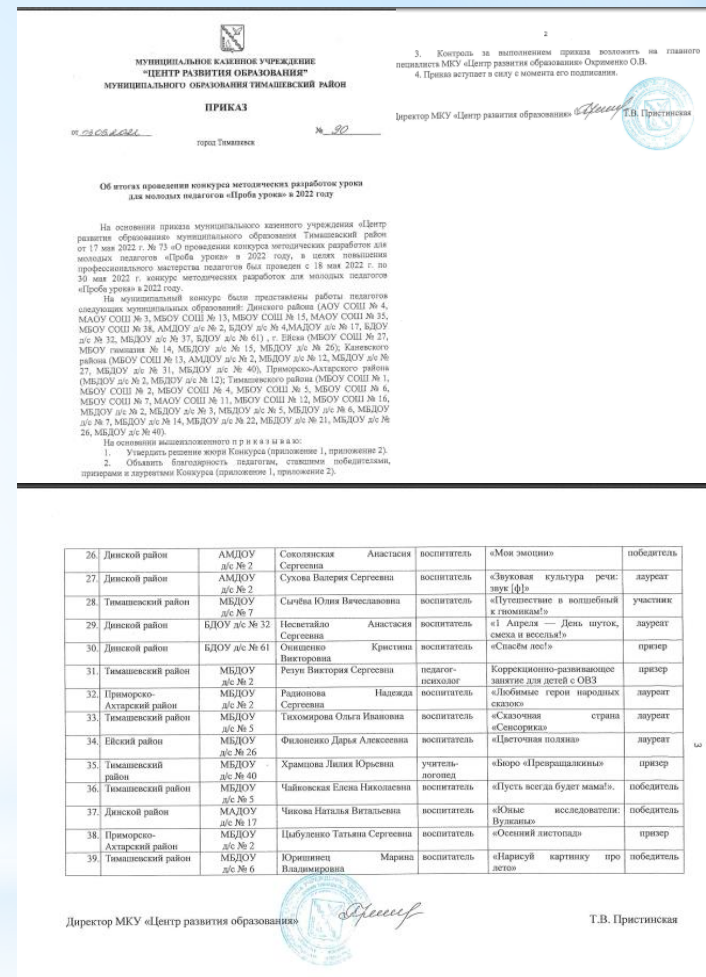 МУНИЦИПАЛЬНОЕ КАЗЕННОЕ УЧРЕЖДЕНИЕ
"ЦЕНТР РАЗВИТИЯ ОБРАЗОВАНИЯ"
МУНИЦИПАЛЬНОГО ОБРАЗОВАНИЯ ТИМАШЕВСКИЙ РАЙОН
ПРИКАЗ
от № 90
город Тимашевск
Об итогах проведения конкурса методических разработок урока
для молодых педагогов «Проба урока» в 2022 году
На основании приказа муниципального казенного учреждения «Центр
развития образования» муниципального образования Тимашевский район
от 17 мая 2022 г. № 73 «О проведении конкурса методических разработок для
молодых педагогов «Проба урока» в 2022 году, в целях повышения
профессионального мастерства педагогов был проведен с 18 мая 2022 г. по
30 мая 2022 г. конкурс методических разработок для молодых педагогов
«Проба урока» в 2022 году.
На муниципальный конкурс были представлены работы педагогов
следующих муниципальных образований: Динского района (АОУ СОШ № 4,
МАОУ СОШ № 3, МБОУ СОШ № 13, МБОУ СОШ № 15, МАОУ СОШ № 35,
МБОУ СОШ № 38, АМДОУ д/с № 2, БДОУ д/с № 4,МАДОУ д/с № 17, БДОУ
д/с № 32, МБДОУ д/с № 37, БДОУ д/с № 61) , г. Ейска (МБОУ СОШ № 27,
МБОУ гимназия № 14, МБДОУ д/с № 15, МБДОУ д/с № 26); Каневского
района (МБОУ СОШ № 13, АМДОУ д/с № 2, МБДОУ д/с № 12, МБДОУ д/с №
27, МБДОУ д/с № 31, МБДОУ д/с № 40), Приморско-Ахтарского района
(МБДОУ д/с № 2, МБДОУ д/с № 12); Тимашевского района (МБОУ СОШ № 1,
МБОУ СОШ № 2, МБОУ СОШ № 4, МБОУ СОШ № 5, МБОУ СОШ № 6,
МБОУ СОШ № 7, МАОУ СОШ № 11, МБОУ СОШ № 12, МБОУ СОШ № 16,
МБДОУ д/с № 2, МБДОУ д/с № 3, МБДОУ д/с № 5, МБДОУ д/с № 6, МБДОУ
д/с № 7, МБДОУ д/с № 14, МБДОУ д/с № 22, МБДОУ д/с № 21, МБДОУ д/с №
26, МБДОУ д/с № 40).
На основании вышеизложенного п р и к а з ы в а ю:
1. Утвердить решение жюри Конкурса (приложение 1, приложение 2).
2. Объявить благодарность педагогам, ставшими победителями,
призерами и лауреатами Конкурса (приложение 1, приложение 2).
2
3. Контроль за выполнением приказа возложить на главного
пециалиста МКУ «Центр развития образования» Охрименко О.В.
4. Приказ вступает в силу с момента его подписания.
Директор МКУ «Центр развития образования» Т.В. Пристинская
26. Динской район АМДОУ д/с № 2 Соколянская Анастасия Сергеевна воспитатель «Мои эмоции» победитель
27. Динской район АМДОУ д/с № 2 Сухова Валерия Сергеевна воспитатель «Звуковая культура речи: звук [ф]» лауреат
28. Тимашевский район МБДОУ д/с № 7 Сычёва Юлия Вячеславовна воспитатель «Путешествие в волшебный к гномикам!» участник
29. Динской район БДОУ д/с № 32 Несветайло Анастасия Сергеевна воспитатель «1 Апреля — День шуток, смеха и веселья!» лауреат
30. Динской район БДОУ д/с № 61 Онищенко Кристина Викторовна воспитатель «Спасём лес!» призер
31. Тимашевский район МБДОУ д/с № 2 Резун Виктория Сергеевна педагог-психолог Коррекционно-развивающее занятие для детей с ОВЗ призер
32. Приморско-Ахтарский район МБДОУ д/с № 2 Радионова Надежда Сергеевна воспитатель «Любимые герои народных сказок» лауреат
33. Тимашевский район МБДОУ д/с № 5 Тихомирова Ольга Ивановна воспитатель «Сказочная страна «Сенсорика» лауреат
34. Ейский район МБДОУ д/с № 26 Филоненко Дарья Алексеевна воспитатель «Цветочная поляна» лауреат
35. Тимашевский район МБДОУ д/с № 40 Храмцова Лилия Юрьевна учитель-логопед «Бюро «Превращалкины» призер
36. Тимашевский район МБДОУ д/с № 5 Чайковская Елена Николаевна воспитатель «Пусть всегда будет мама!». победитель
37. Динской район МАДОУ д/с № 17 Чикова Наталья Витальевна воспитатель «Юные исследователи: Вулканы» победитель
38. Приморско-Ахтарский район МБДОУ д/с № 2 Цыбуленко Татьяна Сергеевна воспитатель «Осенний листопад» призер
39. Тимашевский район МБДОУ д/с № 6 Юришинец Марина Владимировна воспитатель «Нарисуй картинку про лето» победитель
3
Директор МКУ «Центр развития образования» Т.В. Пристинская